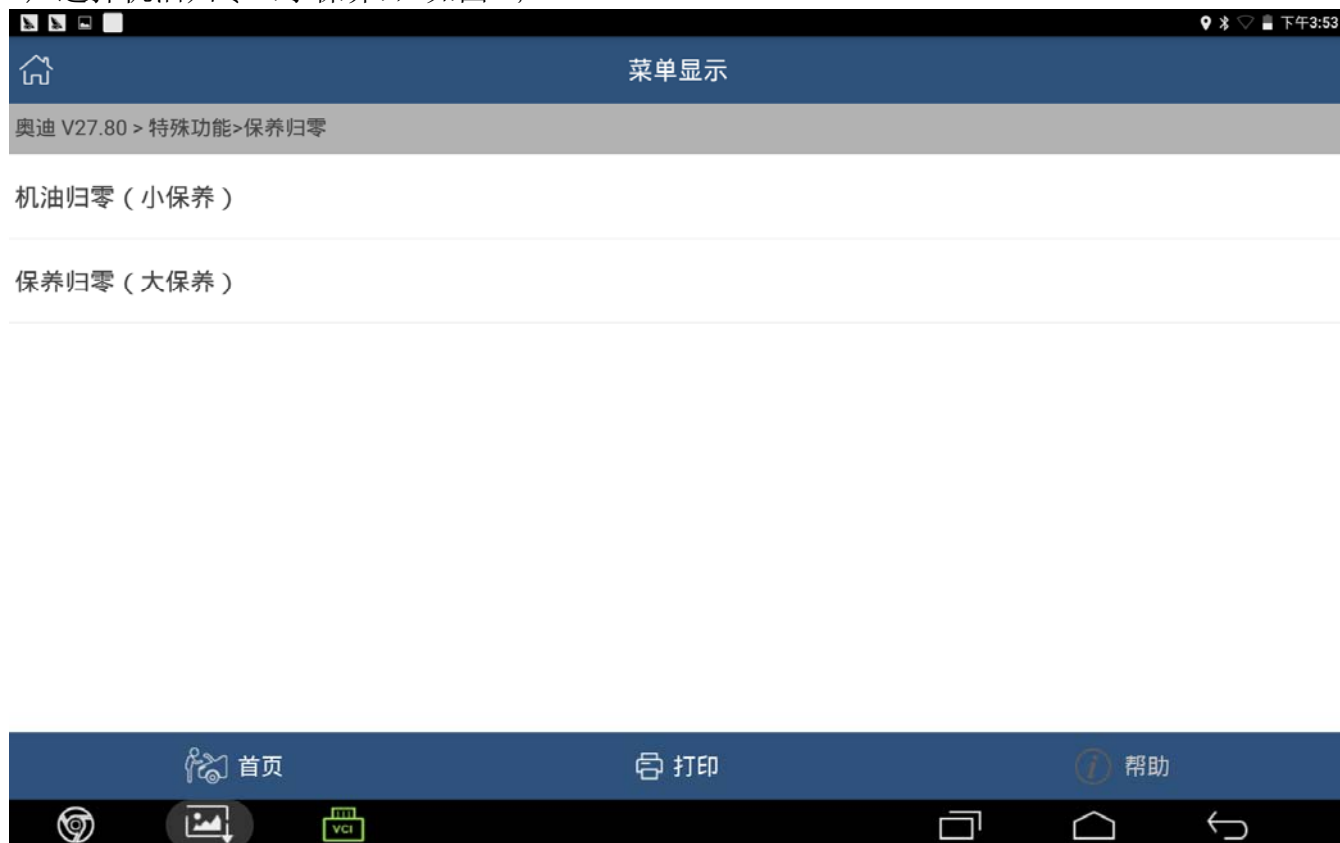 下午3:53
菜单显示
奥迪 V27.80 > 特殊功能>保养归零
机油归零（小保养）
保养归零（大保养）
首页
打印
帮助
VCI